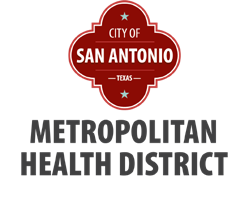 CITY OF
SAN ANTONIO
— TEXAS —
METROPOLITAN
HEALTH DISTRICT